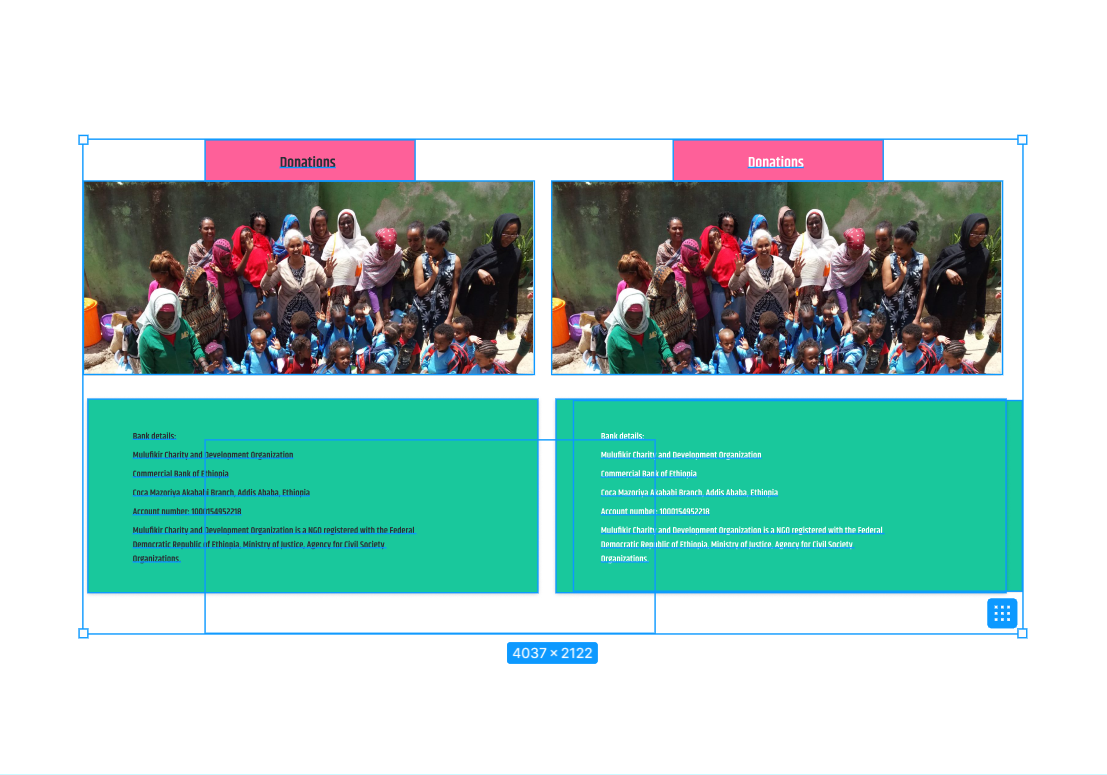 Donations
Bank details:
Mulufikir Charity and Development Organization
Commercial Bank of Ethiopia
Coca Mazoriya Akababi Branch, Addis Ababa, Ethiopia
Account number: 1000154952218
Mulufikir Charity and Development Organization is a NGO registered with the Federal
Democratic Republic of Ethiopia, Ministry of Justice, Agency for Civil Society
Organizations.
Donations
Bank details:
Mulufikir Charity and Development Organization
Commercial Bank of Ethiopia
Coca Mazoriya Akababi Branch, Addis Ababa, Ethiopia
Account number: 1000154952218
Mulufikir Charity and Development Organization is a NGO registered with the Federal
Democratic Republic of Ethiopia, Ministry of Justice, Agency for Civil Society
Organizations.
4037 × 2122